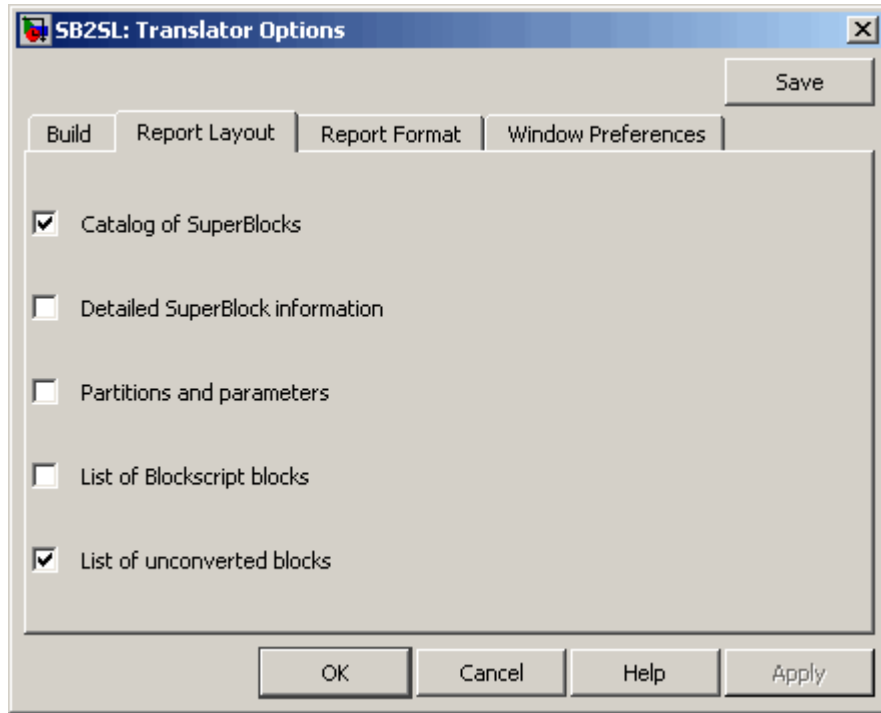 SB2SL: Translator Options
Save
Build Report Layout Report Format Window Preferences
Catalog of SuperBlocks
Detailed SuperBlock information
Partitions and parameters
List of Blockscript blocks
List of unconverted blocks
OK Cancel Help Apply